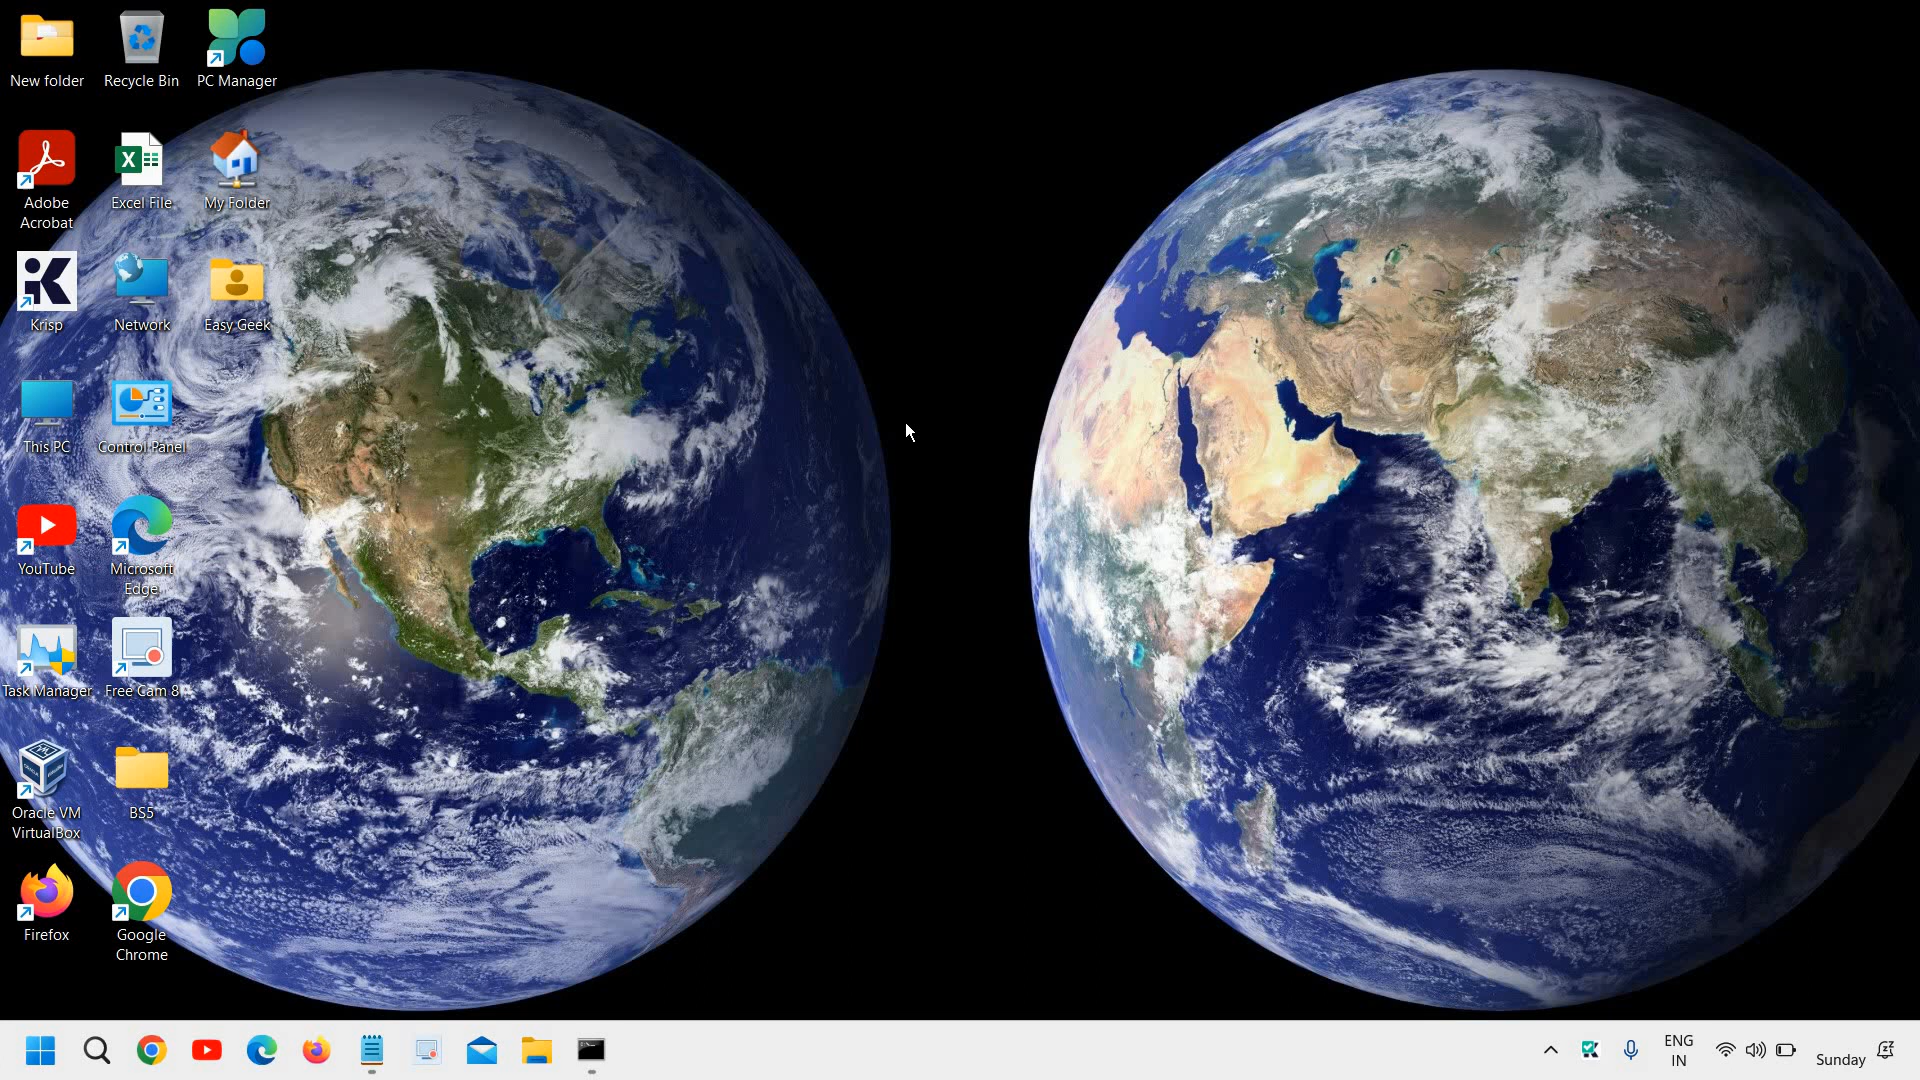 New folder
Recycle Bin
PC Manager
Adobe
Acrobat
Excel File
My Folder
Krisp
Network
Easy Geek
This PC
Control Panel
YouTube
Microsoft
Edge
Task Manager
Free Cam 8
Oracle VM
VirtualBox
BS5
Firefox
Google
Chrome
ENG
IN
Sunday